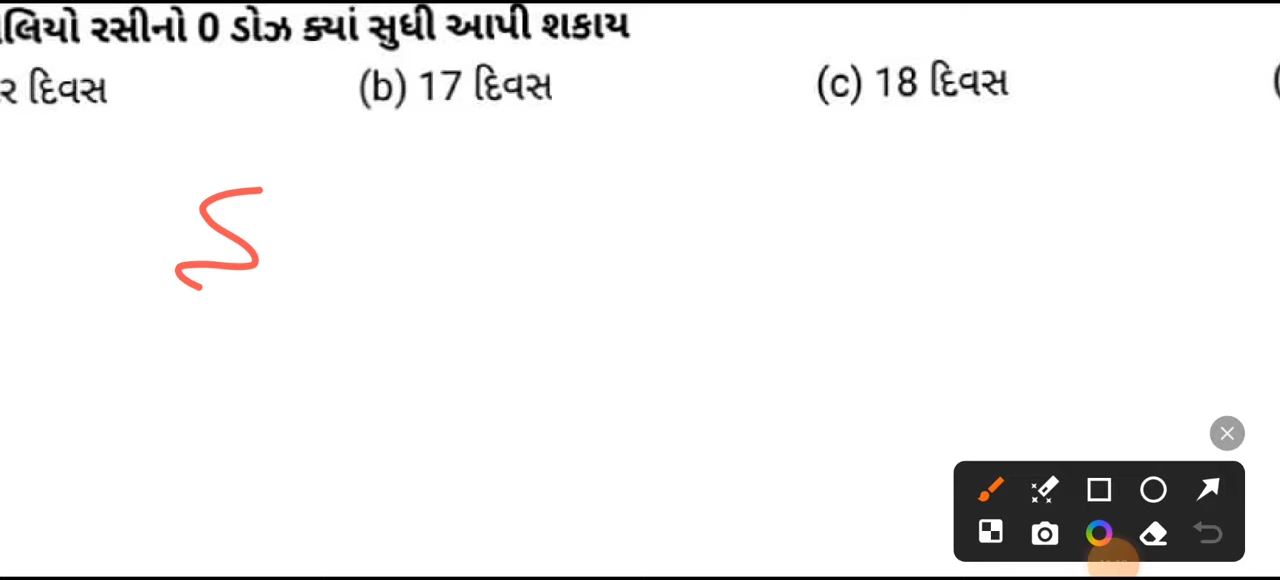 લિયો રસીનો 0 ડોઝ ક્યાં સુધી આપી શકાય
ર દિવસ (b) 17 દિવસ (c) 18 દિવસ (